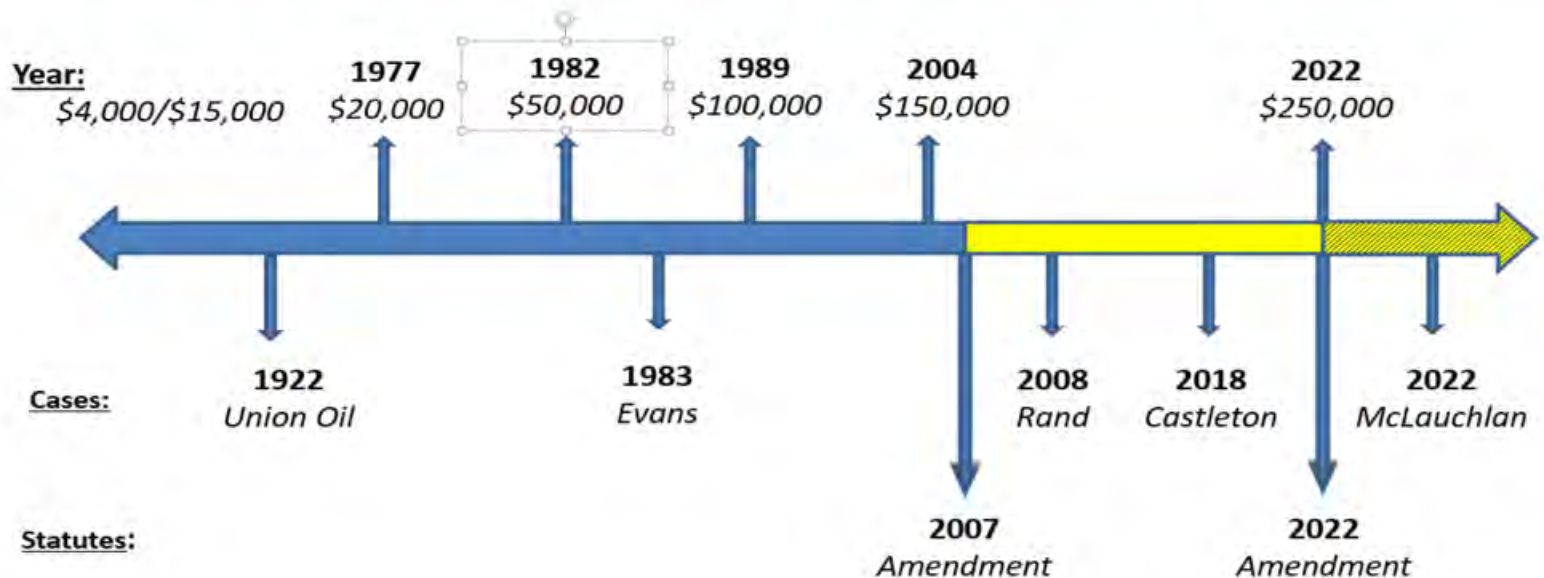 Year:
$4,000/$15,000
1977
$20,000
1982
$50,000
1989
$100,000
2004
$150,000
2022
$250,000
Cases:
1922
Union Oil
1983
Evans
2008
Rand
2018
Castleton
2022
McLauchlan
Statutes:
2007
Amendment
2022
Amendment